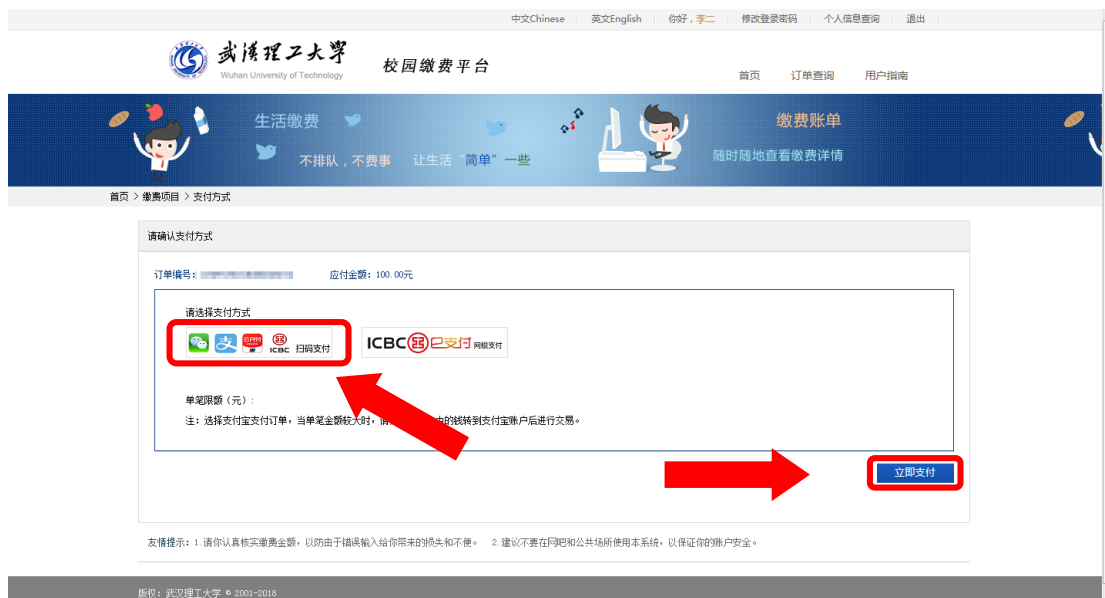 中文Chinese 英文English 你好，李二 修改登录密码 个人信息查询 退出
武汉理工大学
Wuhan University of Technology
校园缴费平台
首页 订单查询 用户指南
生活缴费
不排队，不费事 让生活“简单”一些
缴费账单
随时随地查看缴费详情
首页 > 缴费项目 > 支付方式
请确认支付方式
订单编号： 应付金额：100.00元
请选择支付方式
支 ICBC 扫码支付
ICBC 已支付 网银支付
单笔限额（元）：
注：选择支付宝支付订单，当单笔金额较大时，请 中的钱转到支付宝账户后进行交易。
立即支付
友情提示：1.请你认真核实缴费金额，以防由于错误输入给你带来的损失和不便。 2.建议不要在网吧和公共场所使用本系统，以保证你的账户安全。
版权：武汉理工大学 © 2001-2018